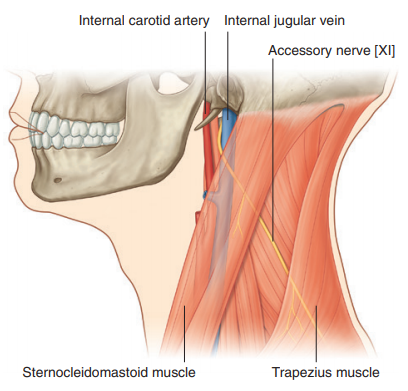 Internal carotid artery
Internal jugular vein
Accessory nerve [XI]
Sternocleidomastoid muscle
Trapezius muscle